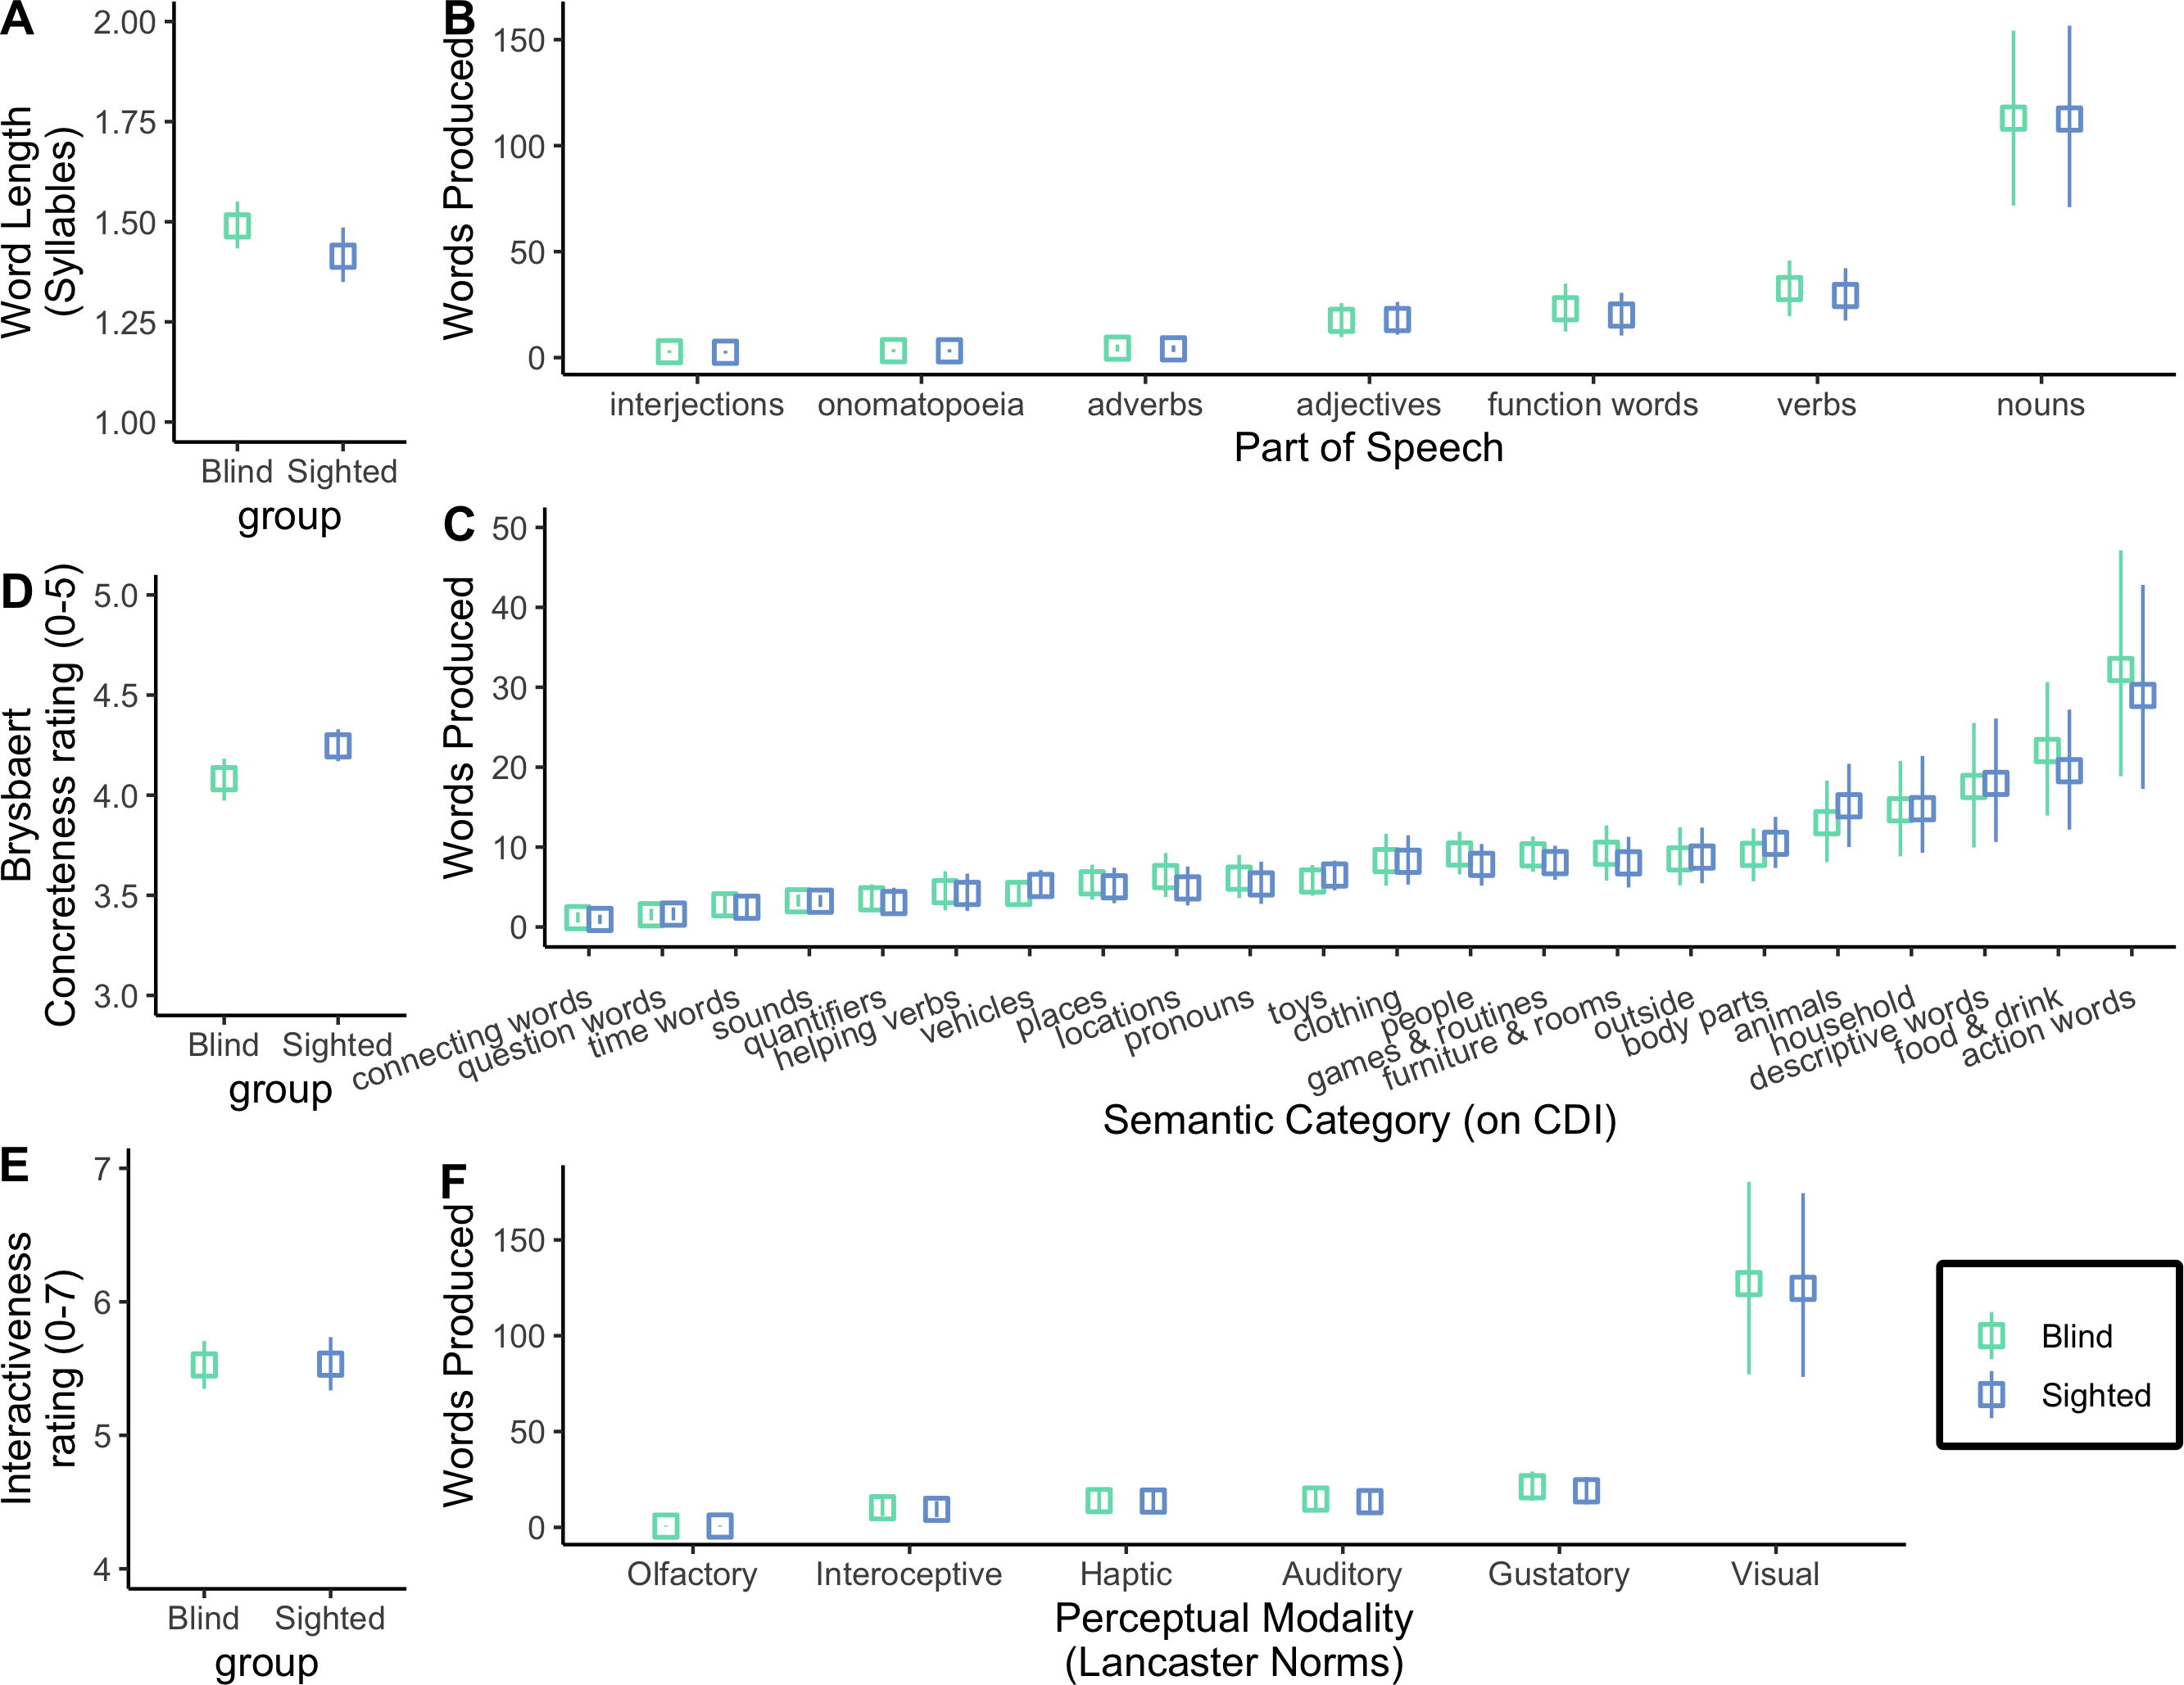 A
Word Length
(Syllables)
2.00
1.75
1.50
1.25
1.00
Blind Sighted
group
B
Words Produced
150
100
50
0
interjections onomatopoeia adverbs adjectives function words verbs nouns
Part of Speech
C
Words Produced
50
40
30
20
10
0
connecting words
question words
time words
sounds
quantifiers
helping verbs
vehicles
places
locations
pronouns
toys
clothing
people
games & routines
furniture & rooms
outside
body parts
animals
household
descriptive words
food & drink
action words
Semantic Category (on CDI)
D
Brysbaert
Concreteness rating (0-5)
5.0
4.5
4.0
3.5
3.0
Blind Sighted
group
E
Interactiveness
rating (0-7)
7
6
5
4
Blind Sighted
group
F
Words Produced
150
100
50
0
Olfactory Interoceptive Haptic Auditory Gustatory Visual
Perceptual Modality
(Lancaster Norms)
Blind
Sighted